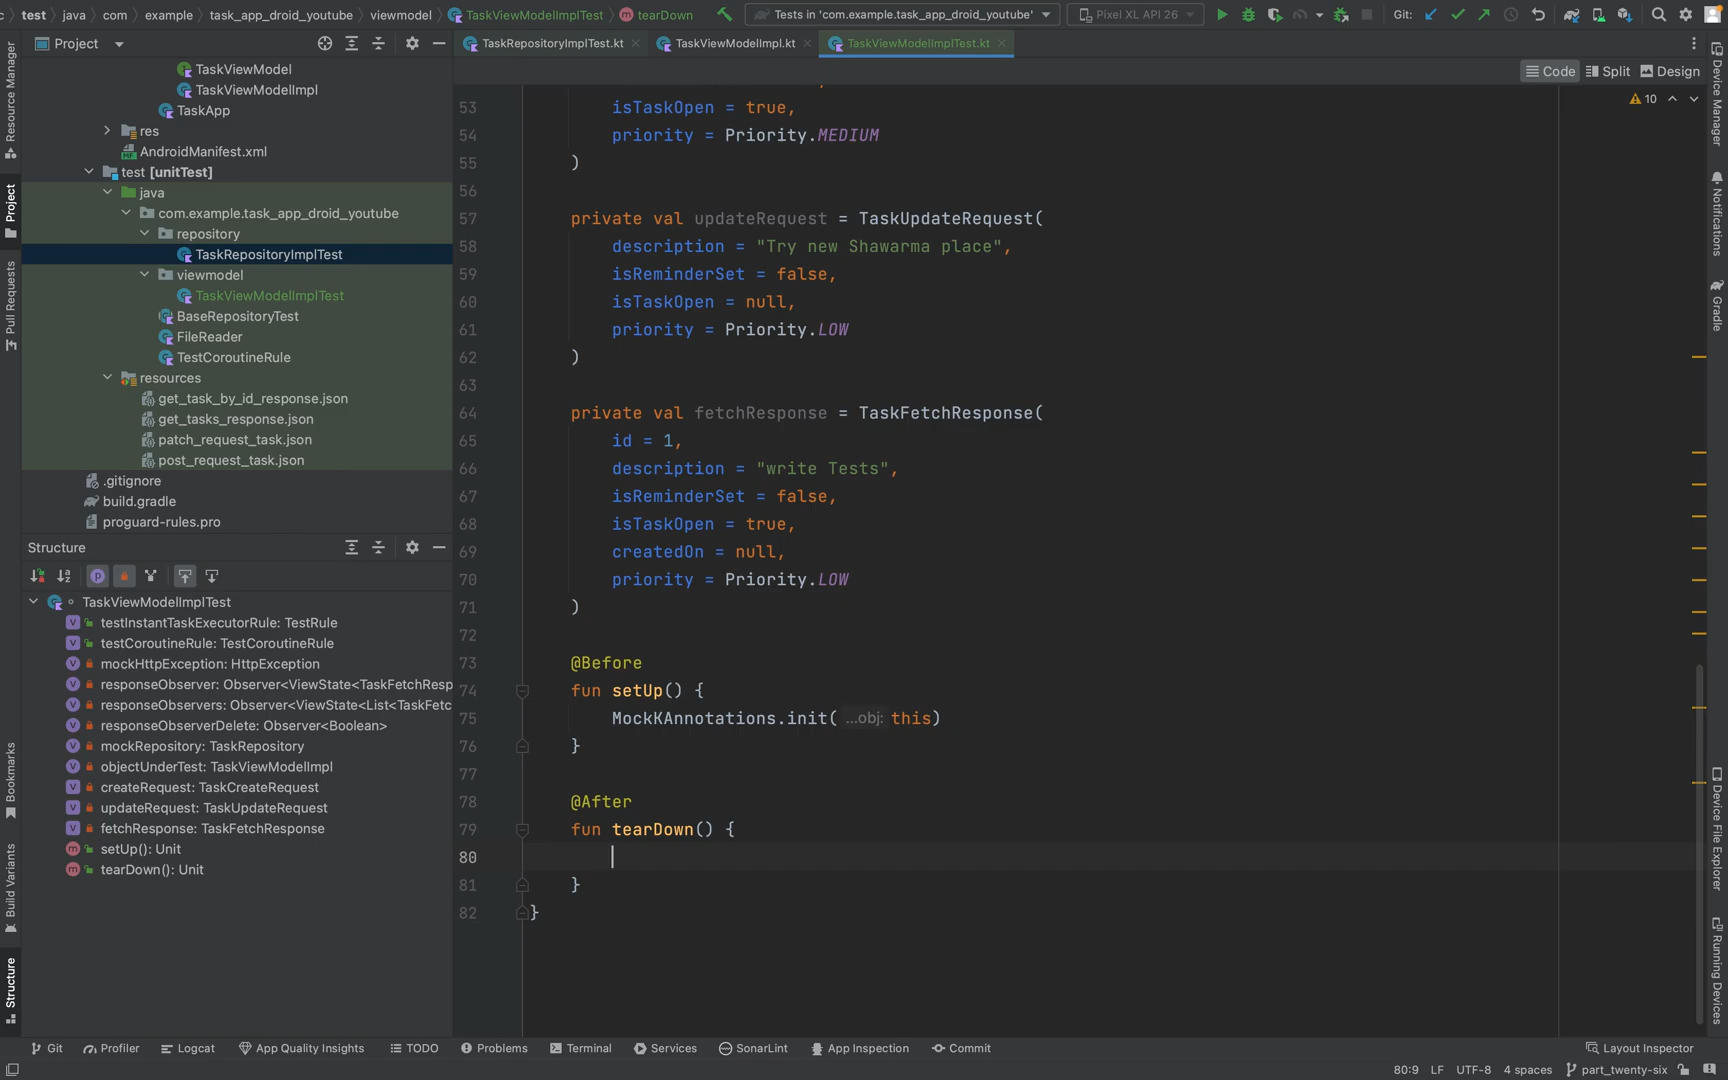 test
java
com
example
task_app_droid_youtube
viewmodel
TaskViewModelImplTest
tearDown
Tests in 'com.example.task_app_droid_youtube'
Pixel XL API 26
Git:
Project
TaskRepositoryImplTest.kt
TaskViewModelImpl.kt
TaskViewModelImplTest.kt
Code
Split
Design
10
Resource Manager
Project
Pull Requests
Bookmarks
Build Variants
Structure
TaskViewModel
TaskViewModelImpl
TaskApp
res
AndroidManifest.xml
test [unitTest]
java
com.example.task_app_droid_youtube
repository
TaskRepositoryImplTest
viewmodel
TaskViewModelImplTest
BaseRepositoryTest
FileReader
TestCoroutineRule
resources
get_task_by_id_response.json
get_tasks_response.json
patch_request_task.json
post_request_task.json
.gitignore
build.gradle
proguard-rules.pro
Structure
TaskViewModelImplTest
testInstantTaskExecutorRule: TestRule
testCoroutineRule: TestCoroutineRule
mockHttpException: HttpException
responseObserver: Observer<ViewState<TaskFetchResp
responseObservers: Observer<ViewState<List<TaskFetc
responseObserverDelete: Observer<Boolean>
mockRepository: TaskRepository
objectUnderTest: TaskViewModelImpl
createRequest: TaskCreateRequest
updateRequest: TaskUpdateRequest
fetchResponse: TaskFetchResponse
setUp(): Unit
tearDown(): Unit
53 isTaskOpen = true,
54 priority = Priority.MEDIUM
55 )
56
57 private val updateRequest = TaskUpdateRequest(
58 description = "Try new Shawarma place",
59 isReminderSet = false,
60 isTaskOpen = null,
61 priority = Priority.LOW
62 )
63
64 private val fetchResponse = TaskFetchResponse(
65 id = 1,
66 description = "write Tests",
67 isReminderSet = false,
68 isTaskOpen = true,
69 createdOn = null,
70 priority = Priority.LOW
71 )
72
73 @Before
74 fun setUp() {
75 MockKAnnotations.init( ...obj: this)
76 }
77
78 @After
79 fun tearDown() {
80
81 }
82 }
Device Manager
Notifications
Gradle
Device File Explorer
Running Devices
Git
Profiler
Logcat
App Quality Insights
TODO
Problems
Terminal
Services
SonarLint
App Inspection
Commit
Layout Inspector
80:9
LF
UTF-8
4 spaces
part_twenty-six